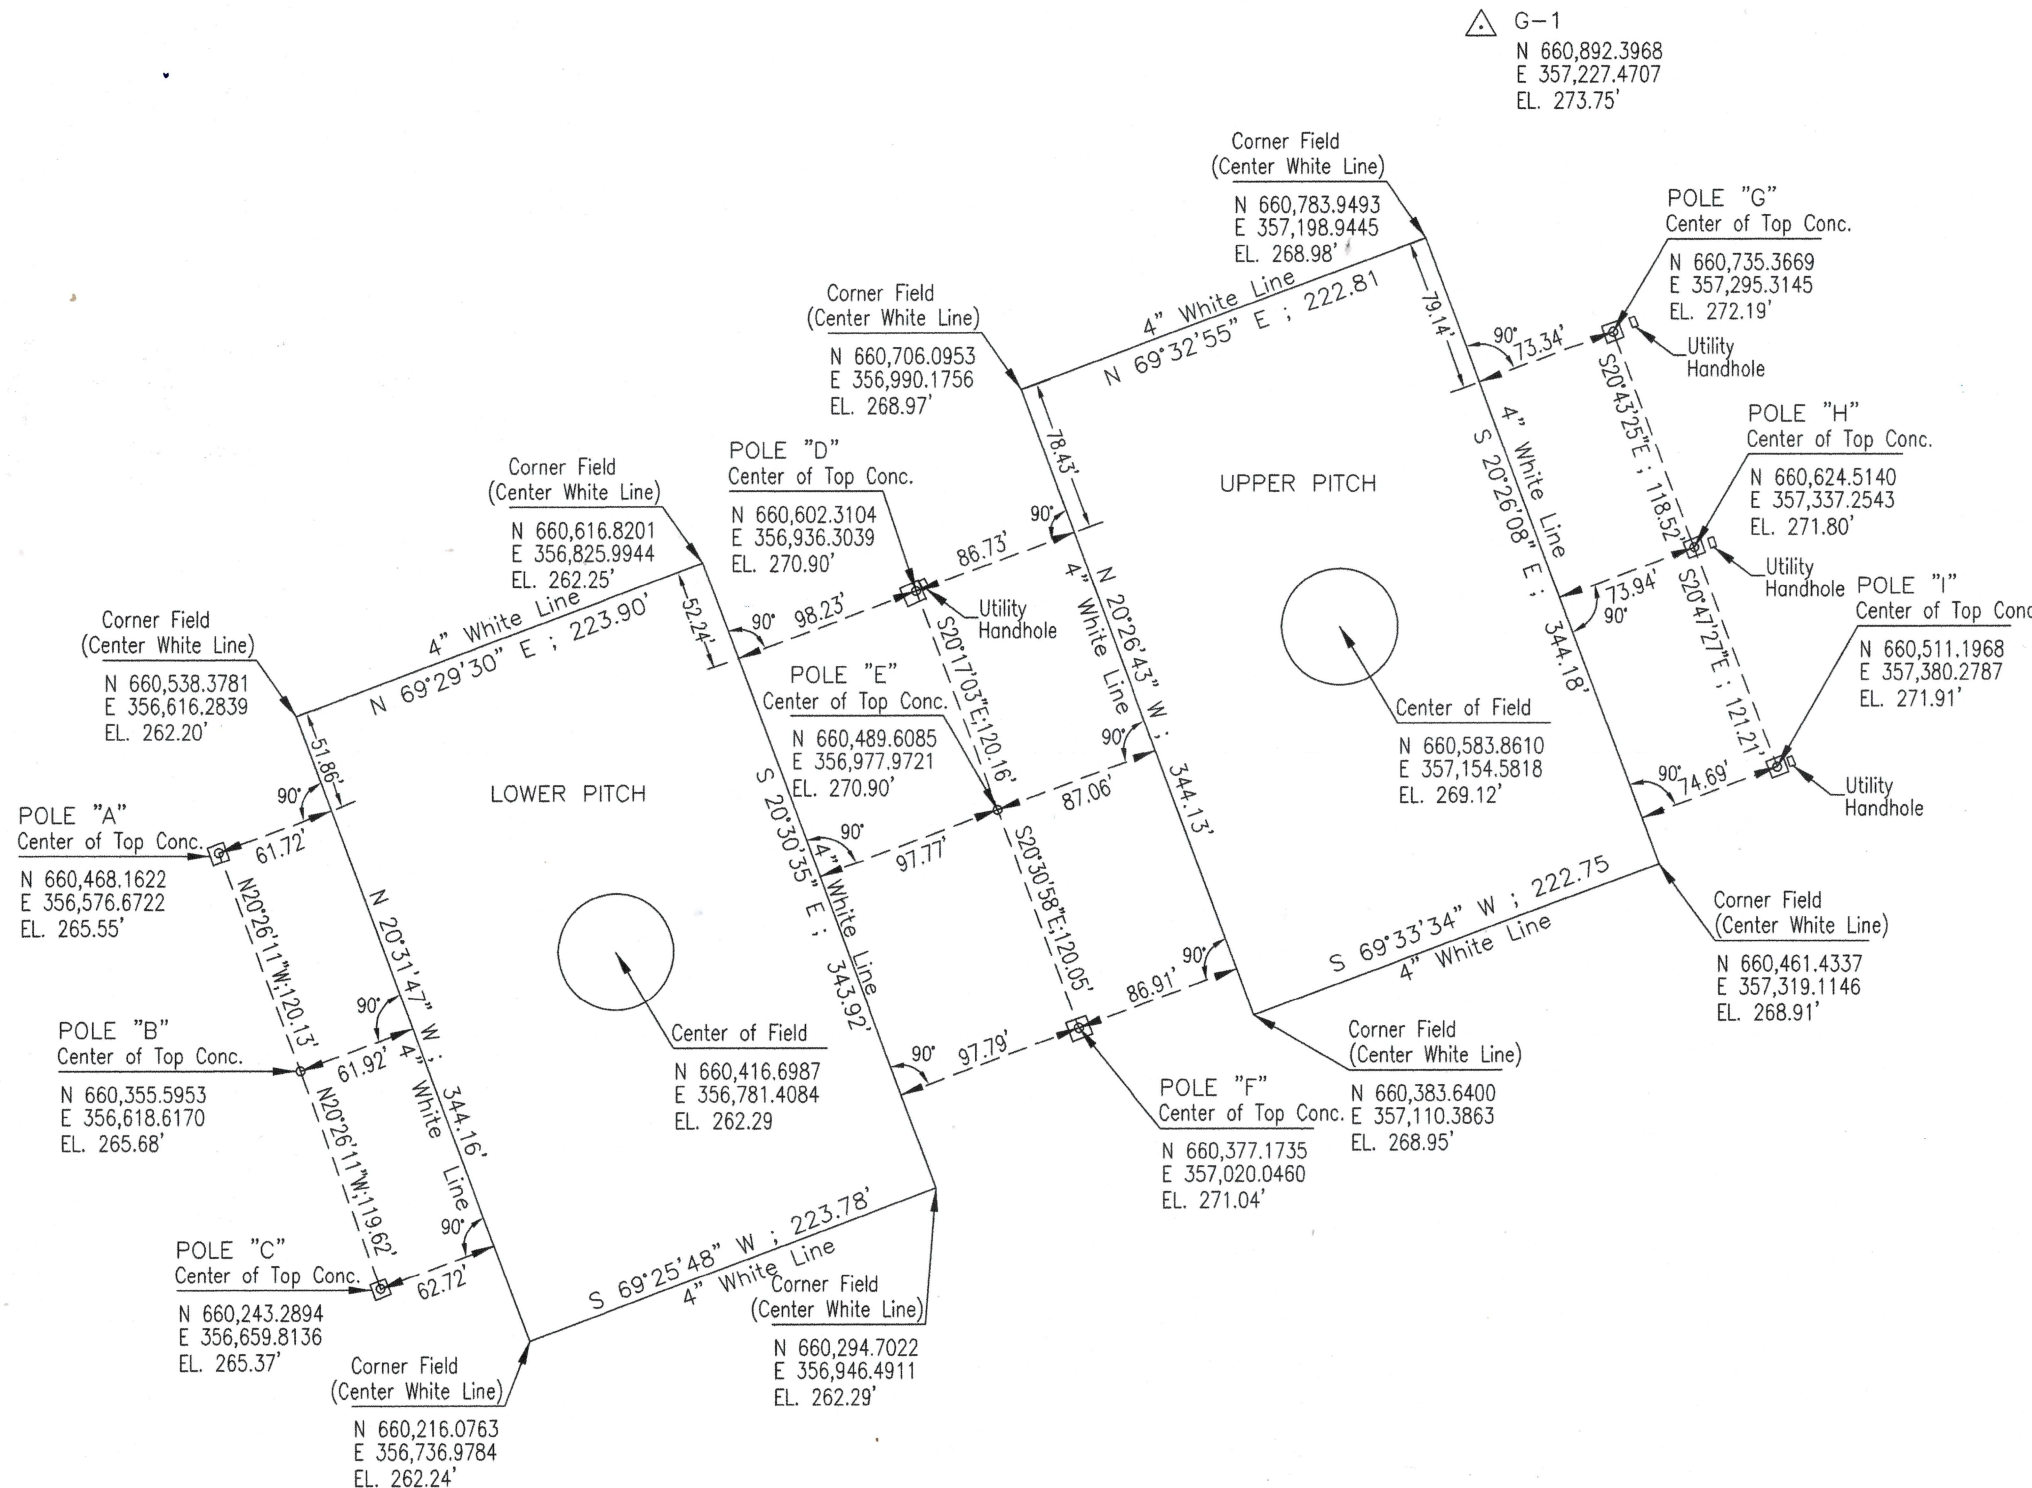 G-1
N 660,892.3968
E 357,227.4707
EL. 273.75'
Corner Field
(Center White Line)
N 660,783.9493
E 357,198.9445
EL. 268.98'
POLE "G"
Center of Top Conc.
N 660,735.3669
E 357,295.3145
EL. 272.19'
Utility
Handhole
Corner Field
(Center White Line)
N 660,706.0953
E 356,990.1756
EL. 268.97'
4" White Line
N 69°32'55" E ; 222.81
79.14'
90°
73.34'
S20°43'25"E ; 118.52'
POLE "H"
Center of Top Conc.
N 660,624.5140
E 357,337.2543
EL. 271.80'
Utility
Handhole
78.43'
UPPER PITCH
4" White Line
S 20°26'08" E ; 344.18'
73.94'
90°
S20°47'27"E ; 121.21'
POLE "I"
Center of Top Conc
N 660,511.1968
E 357,380.2787
EL. 271.91'
Utility
Handhole
90°
74.69'
Corner Field
(Center White Line)
N 660,616.8201
E 356,825.9944
EL. 262.25'
POLE "D"
Center of Top Conc.
N 660,602.3104
E 356,936.3039
EL. 270.90'
90°
86.73'
Utility
Handhole
98.23'
90°
52.24'
S20°17'03"E;120.16'
4" White Line
N 20°26'43" W ; 344.13'
Center of Field
N 660,583.8610
E 357,154.5818
EL. 269.12'
Corner Field
(Center White Line)
N 660,538.3781
E 356,616.2839
EL. 262.20'
4" White Line
N 69°29'30" E ; 223.90'
POLE "E"
Center of Top Conc.
N 660,489.6085
E 356,977.9721
EL. 270.90'
90°
87.06'
51.86'
LOWER PITCH
90°
POLE "A"
Center of Top Conc.
N 660,468.1622
E 356,576.6722
EL. 265.55'
61.72'
S 20°30'35" E ; 343.92'
4" White Line
90°
97.77'
S20°30'58"E;120.05'
S 69°33'34" W ; 222.75
4" White Line
Corner Field
(Center White Line)
N 660,461.4337
E 357,319.1146
EL. 268.91'
N20°26'11"W;120.13'
N 20°31'47" W ; 344.16'
4" White Line
90°
86.91'
POLE "B"
Center of Top Conc.
N 660,355.5953
E 356,618.6170
EL. 265.68'
90°
61.92'
Center of Field
N 660,416.6987
E 356,781.4084
EL. 262.29
90°
97.79'
Corner Field
(Center White Line)
N 660,383.6400
E 357,110.3863
EL. 268.95'
POLE "F"
Center of Top Conc.
N 660,377.1735
E 357,020.0460
EL. 271.04'
N20°26'11"W;119.62'
90°
62.72'
POLE "C"
Center of Top Conc.
N 660,243.2894
E 356,659.8136
EL. 265.37'
S 69°25'48" W ; 223.78'
4" White Line
Corner Field
(Center White Line)
N 660,294.7022
E 356,946.4911
EL. 262.29'
Corner Field
(Center White Line)
N 660,216.0763
E 356,736.9784
EL. 262.24'